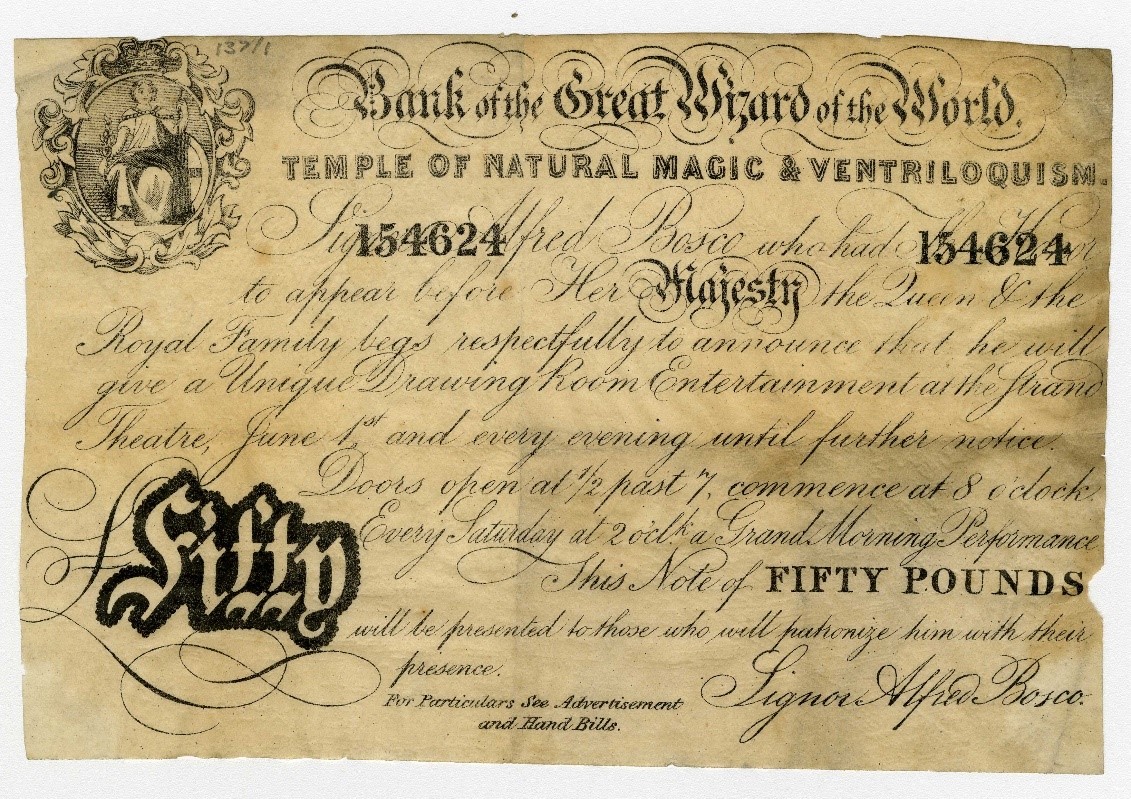 137/1
Bank of the Great Wizard of the World.
TEMPLE OF NATURAL MAGIC & VENTRILOQUISM.
154624 Alfred Bosco who had 154624
to appear before Her Majesty the Queen & the
Royal Family begs respectfully to announce that he will
give a Unique Drawing Room Entertainment at the Strand
Theatre, June 1st and every evening until further notice.
Doors open at 1/2 past 7, commence at 8 o'clock.
Every Saturday at 2 o'clk a Grand Morning Performance
This Note of FIFTY POUNDS
Fifty
will be presented to those who will patronize him with their
presence.
For Particulars See Advertisement
and Hand Bills.
Signor Alfred Bosco.